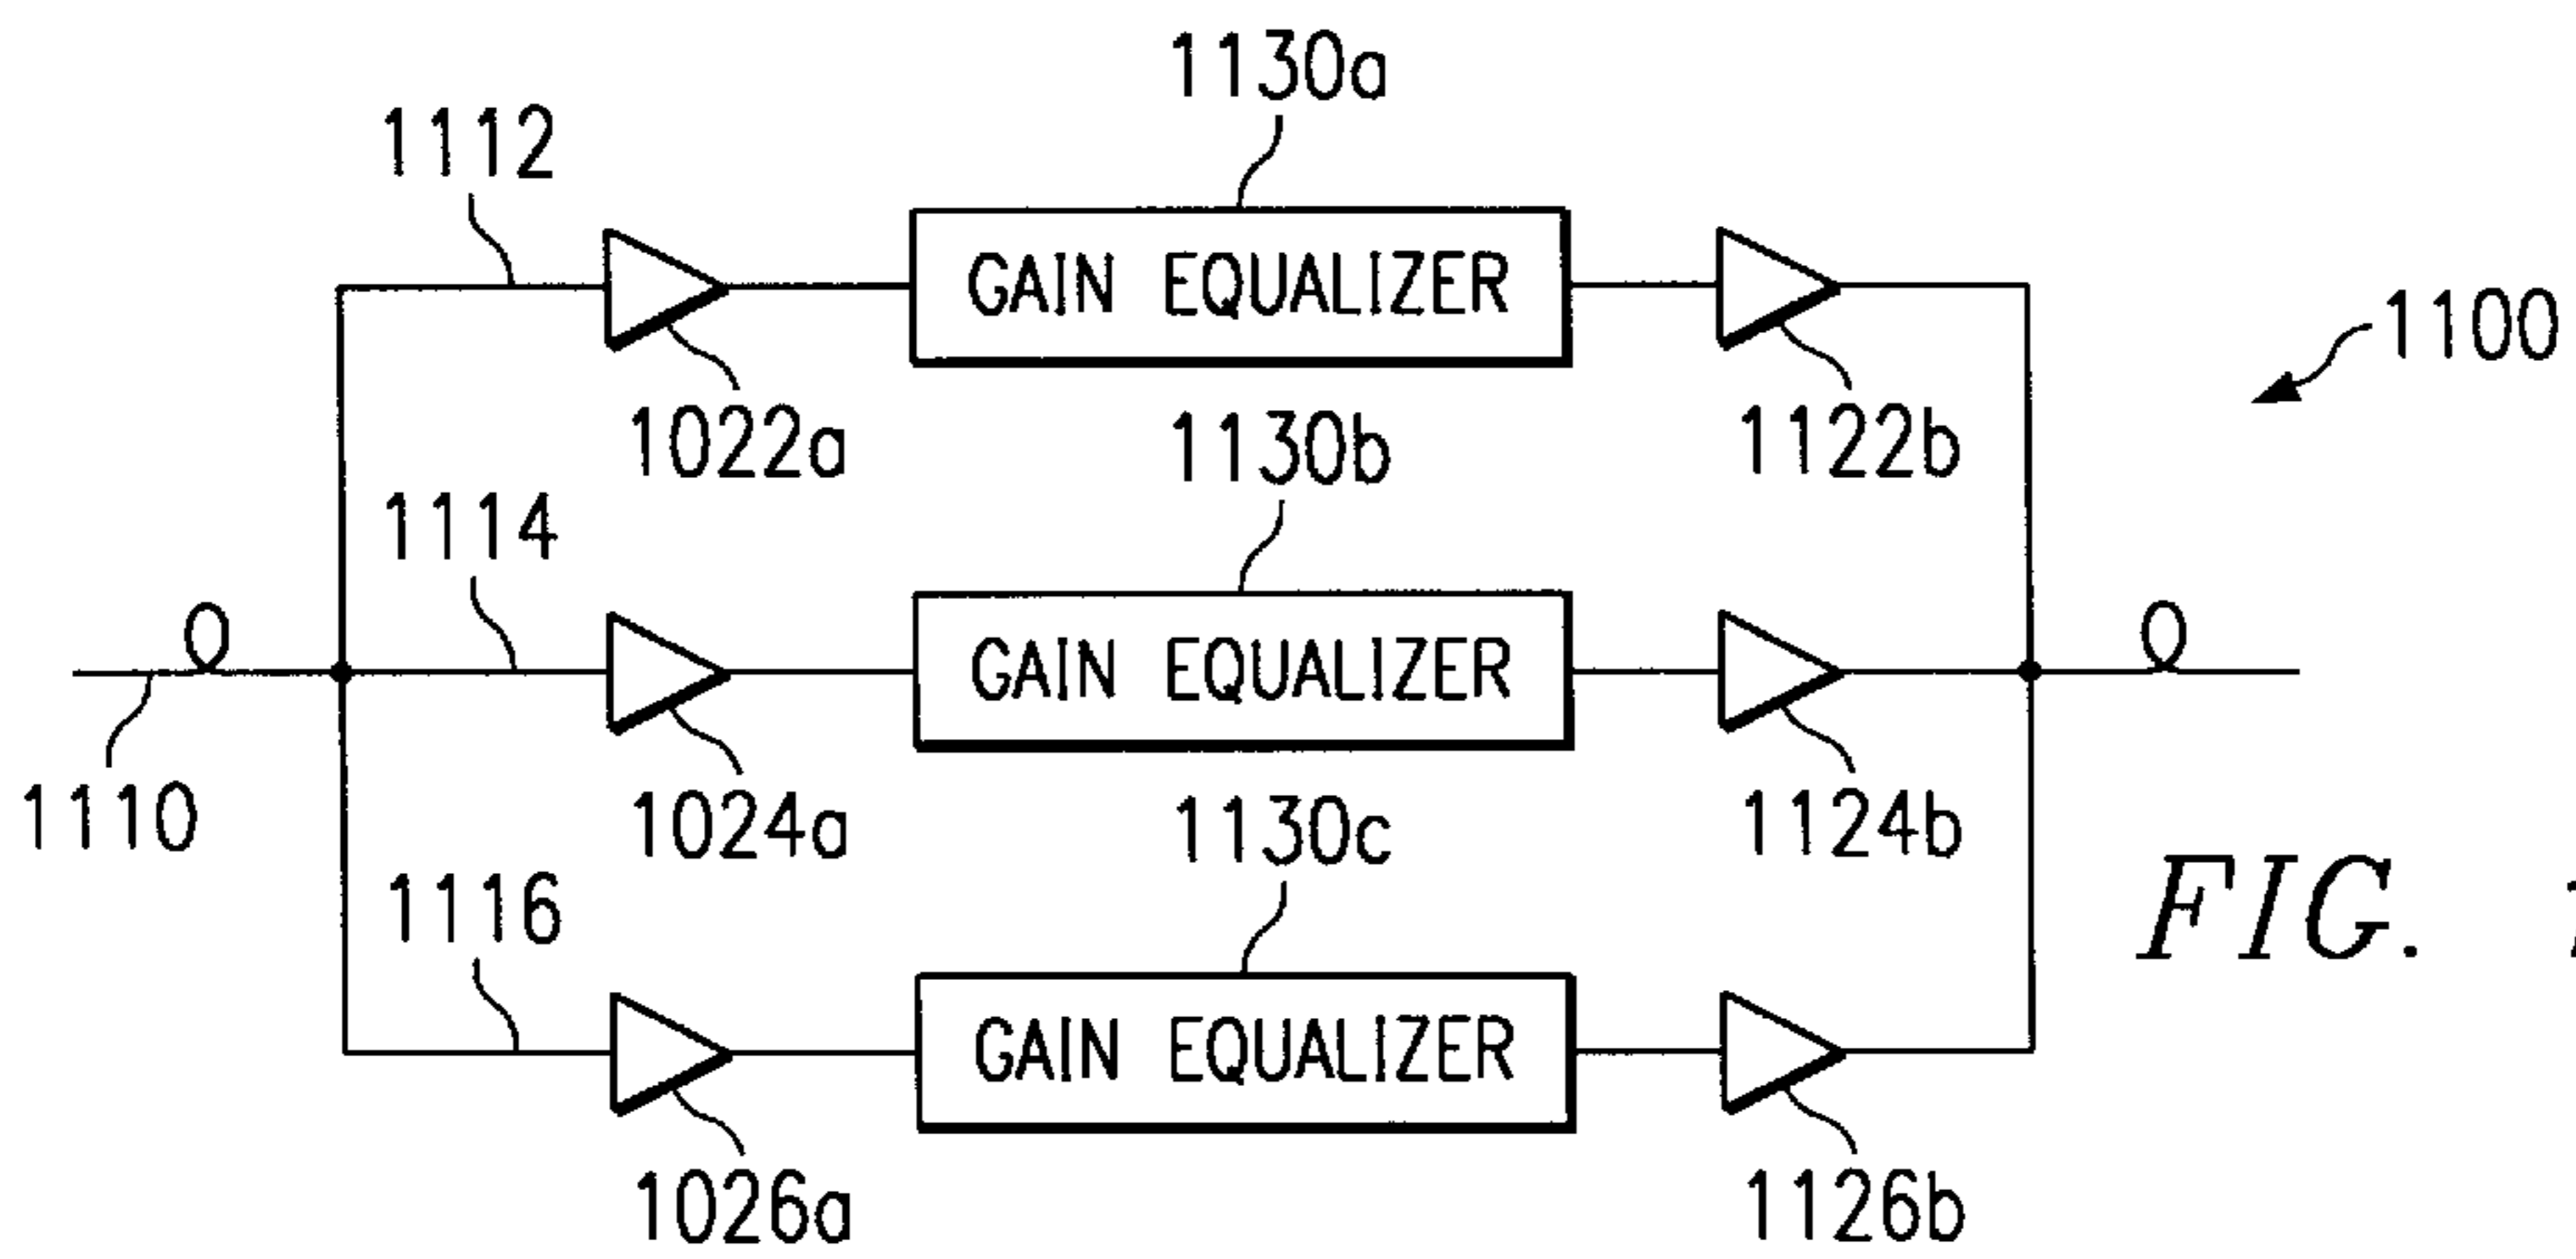 1130a
1112
GAIN EQUALIZER
1100
1022a
1122b
1130b
1114
GAIN EQUALIZER
1110
1024a
1124b
1130c
FIG.
1116
GAIN EQUALIZER
1026a
1126b